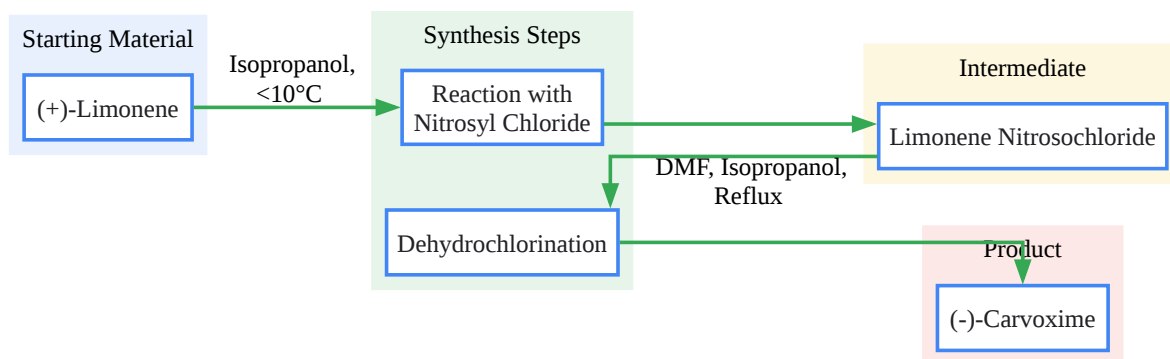 Starting Material
(+)-Limonene
Isopropanol,
<10°C
Synthesis Steps
Reaction with
Nitrosyl Chloride
Intermediate
Limonene Nitrosochloride
DMF, Isopropanol,
Reflux
Dehydrochlorination
Product
(-)-Carvoxime